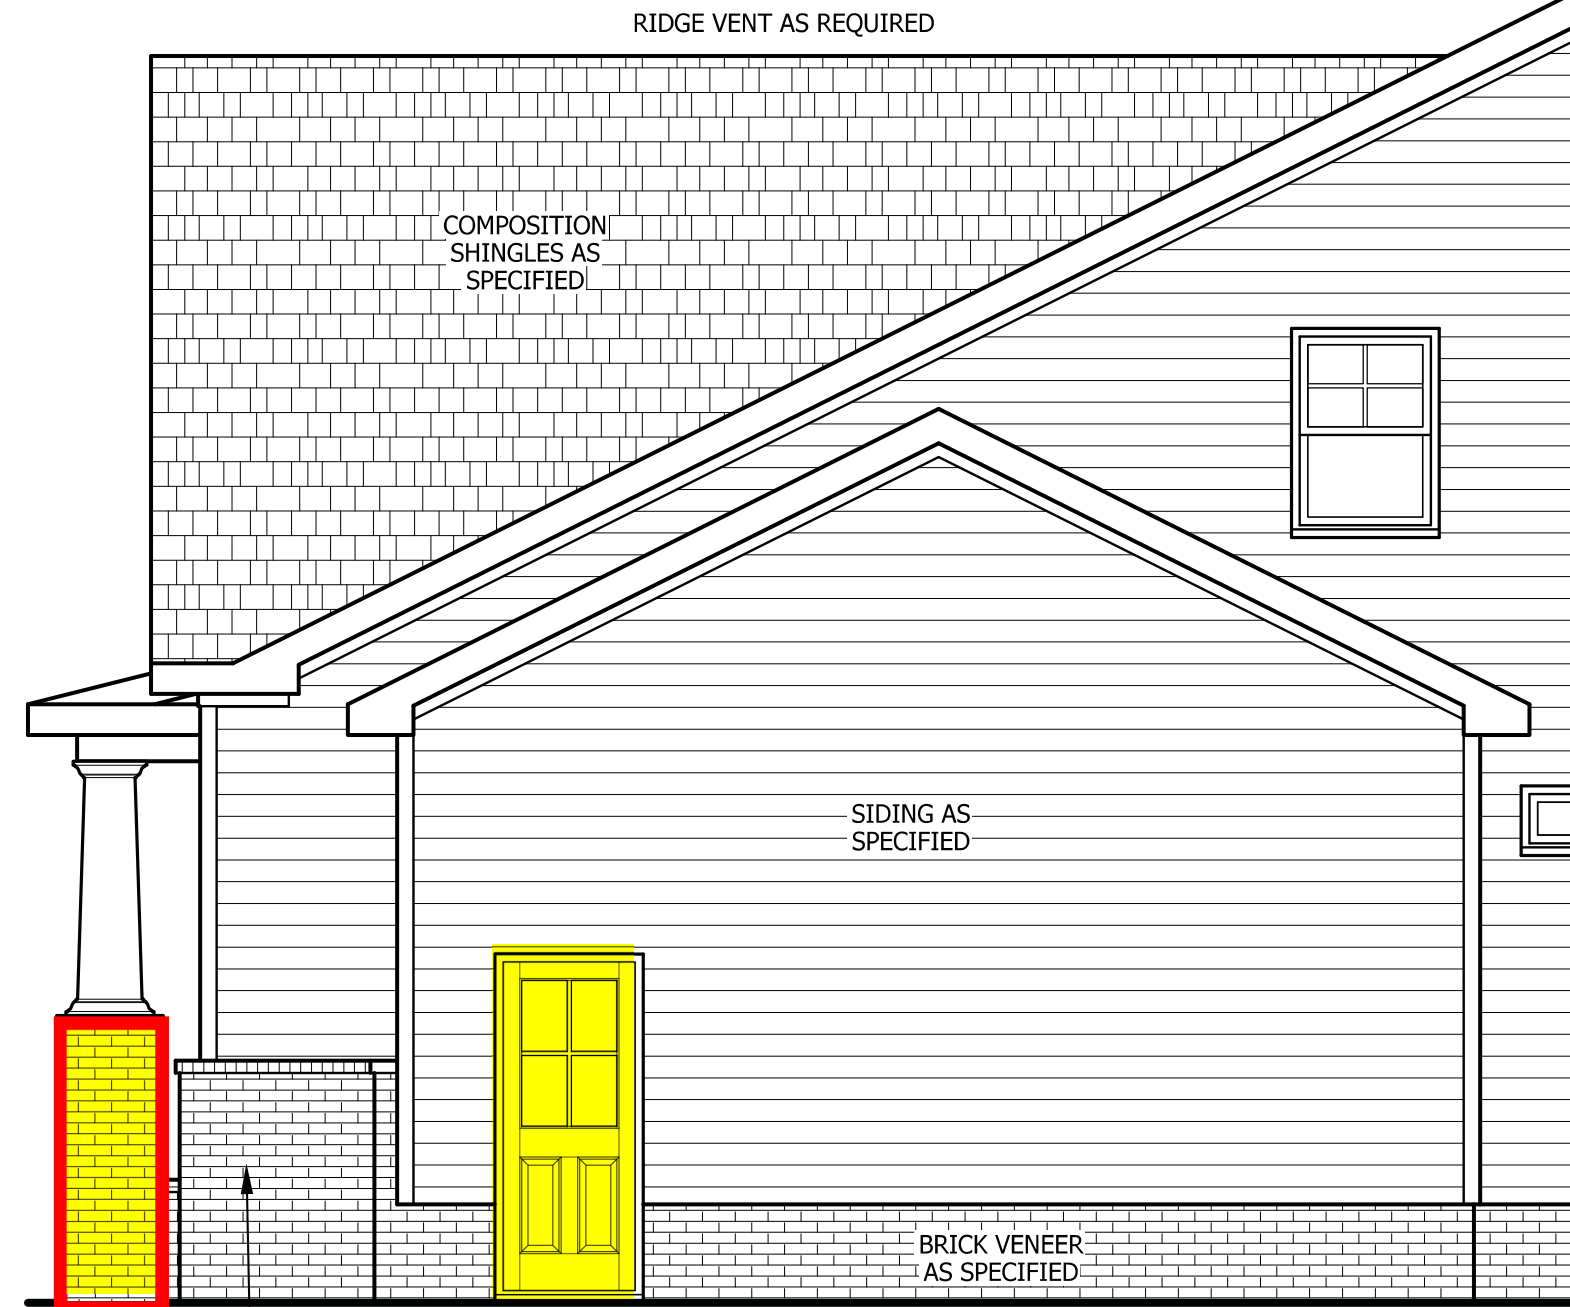 RIDGE VENT AS REQUIRED
COMPOSITION
SHINGLES AS
SPECIFIED
SIDING AS
SPECIFIED
BRICK VENEER
AS SPECIFIED